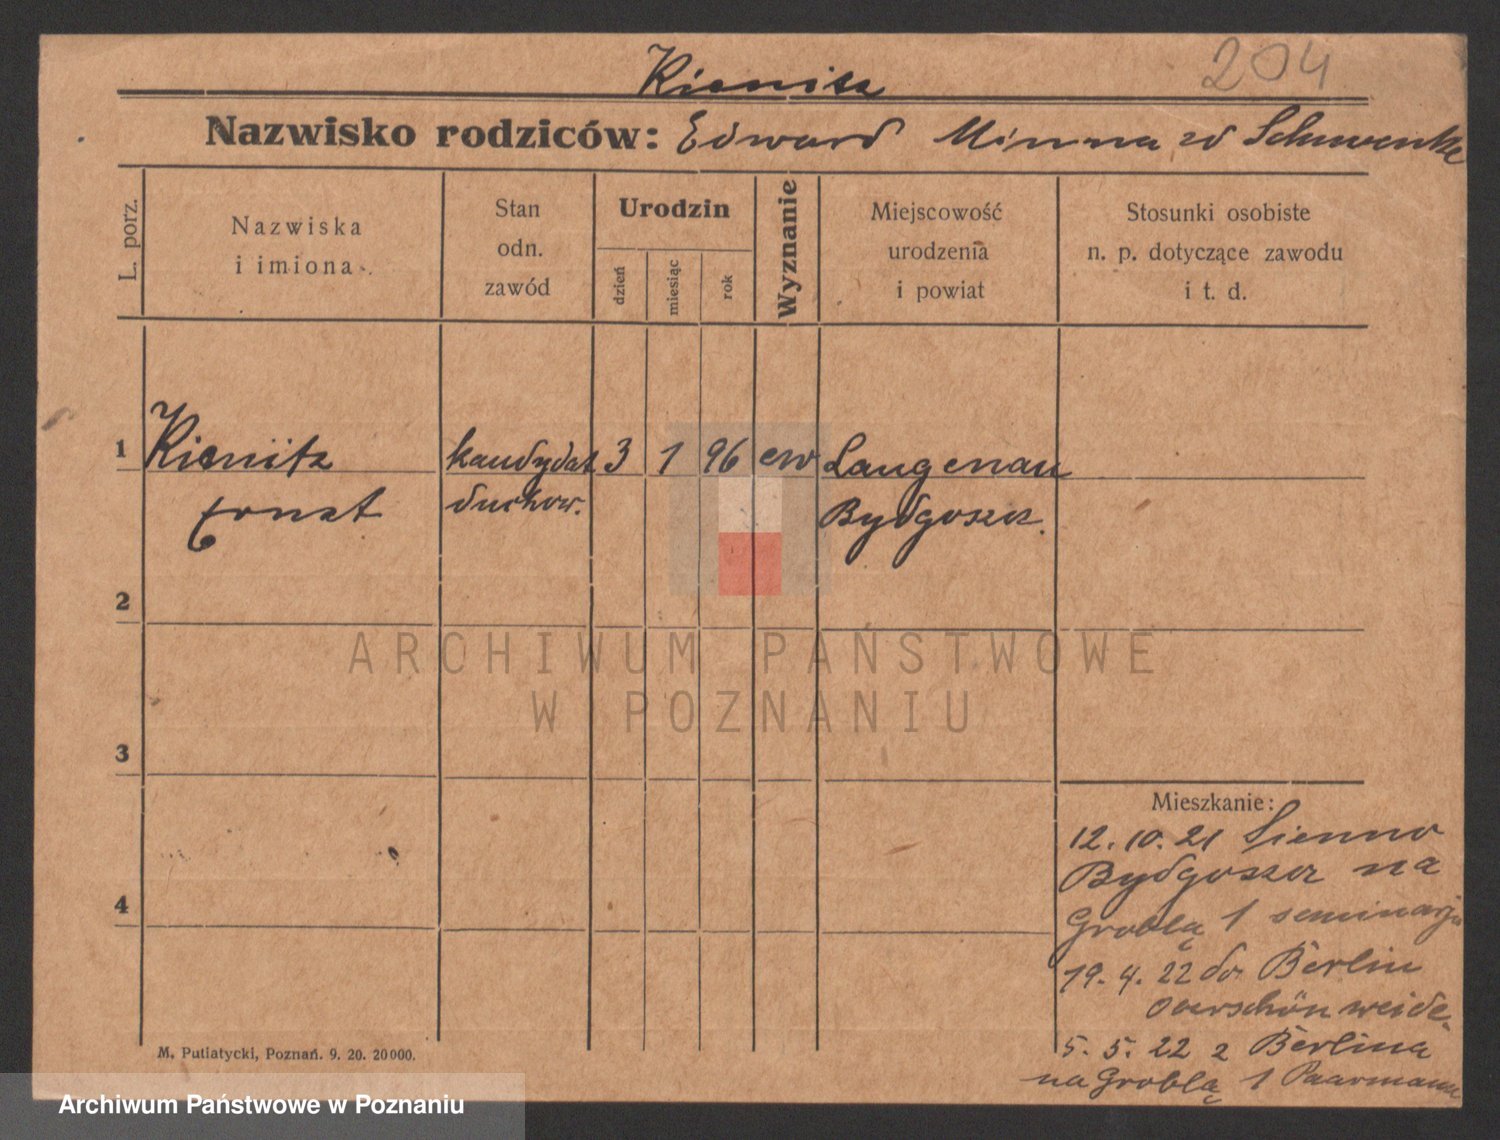 204
Kienitz
Nazwisko rodziców: Edward Minna zd Schwenke
L. porz.
Nazwiska
i imiona
Stan
odn.
zawód
Urodzin
dzień
miesiąc
rok
Wyznanie
Miejscowość
urodzenia
i powiat
Stosunki osobiste
n. p. dotyczące zawodu
i t. d.
1 Kienitz kandydat 3 1 96 ew Langenau
Ernst duchow. Bydgoszcz.
2
3
4
ARCHIWUM PAŃSTWOWE
W POZNANIU
Mieszkanie:
12. 10. 21 Sienno
Bydgoszcz na
Groblą 1 seminarju
19. 4. 22 do Berlin
Oberschönweide.
5. 5. 22 z Berlina
na Groblą 1 Paarmann
M. Putiatycki, Poznań. 9. 20. 20000.
Archiwum Państwowe w Poznaniu